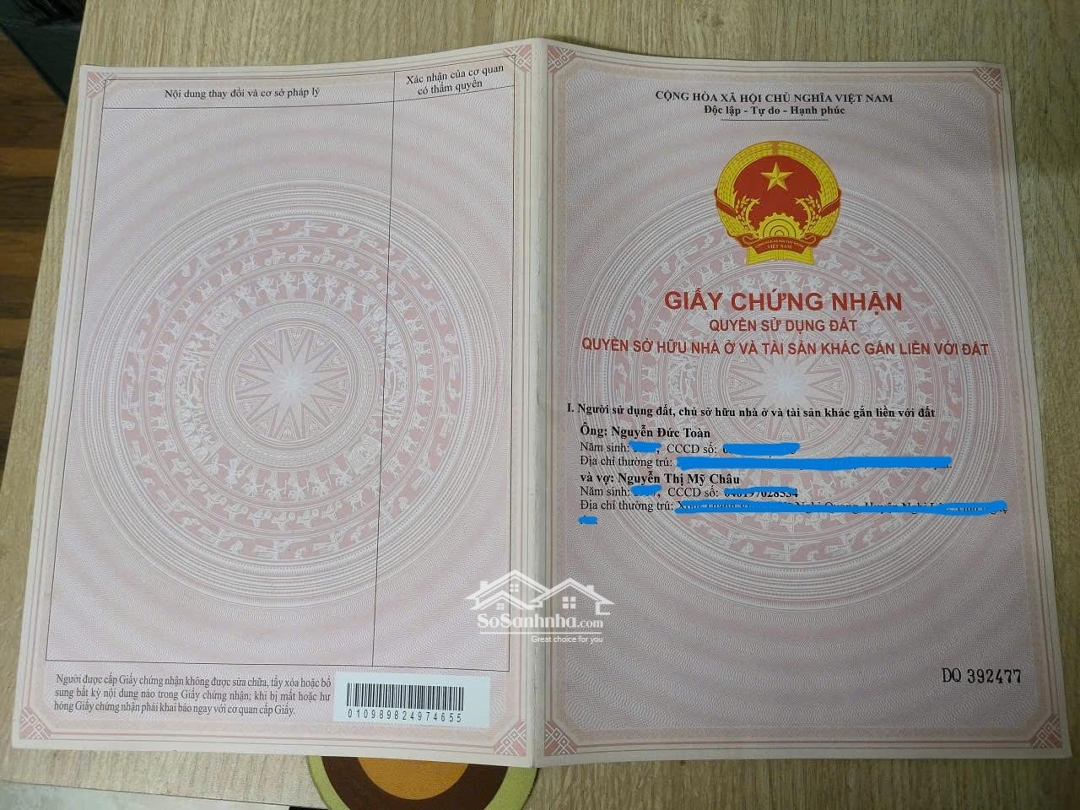 Nội dung thay đổi và cơ sở pháp lý
Xác nhận của cơ quan
có thẩm quyền
Người được cấp Giấy chứng nhận không được sửa chữa, tẩy xóa hoặc bổ
sung bất kỳ nội dung nào trong Giấy chứng nhận; khi bị mất hoặc hư
hỏng Giấy chứng nhận phải khai báo ngay với cơ quan cấp Giấy.
010989824974655
CỘNG HÒA XÃ HỘI CHỦ NGHĨA VIỆT NAM
Độc lập - Tự do - Hạnh phúc
VIỆT NAM
GIẤY CHỨNG NHẬN
QUYỀN SỬ DỤNG ĐẤT
QUYỀN SỞ HỮU NHÀ Ở VÀ TÀI SẢN KHÁC GẮN LIỀN VỚI ĐẤT
I. Người sử dụng đất, chủ sở hữu nhà ở và tài sản khác gắn liền với đất
Ông: Nguyễn Đức Toàn
Năm sinh: , CCCD số:
Địa chỉ thường trú:
và vợ: Nguyễn Thị Mỹ Châu
Năm sinh: , CCCD số:
Địa chỉ thường trú:
SoSanhnha.com
Great choice for you
DO 392477